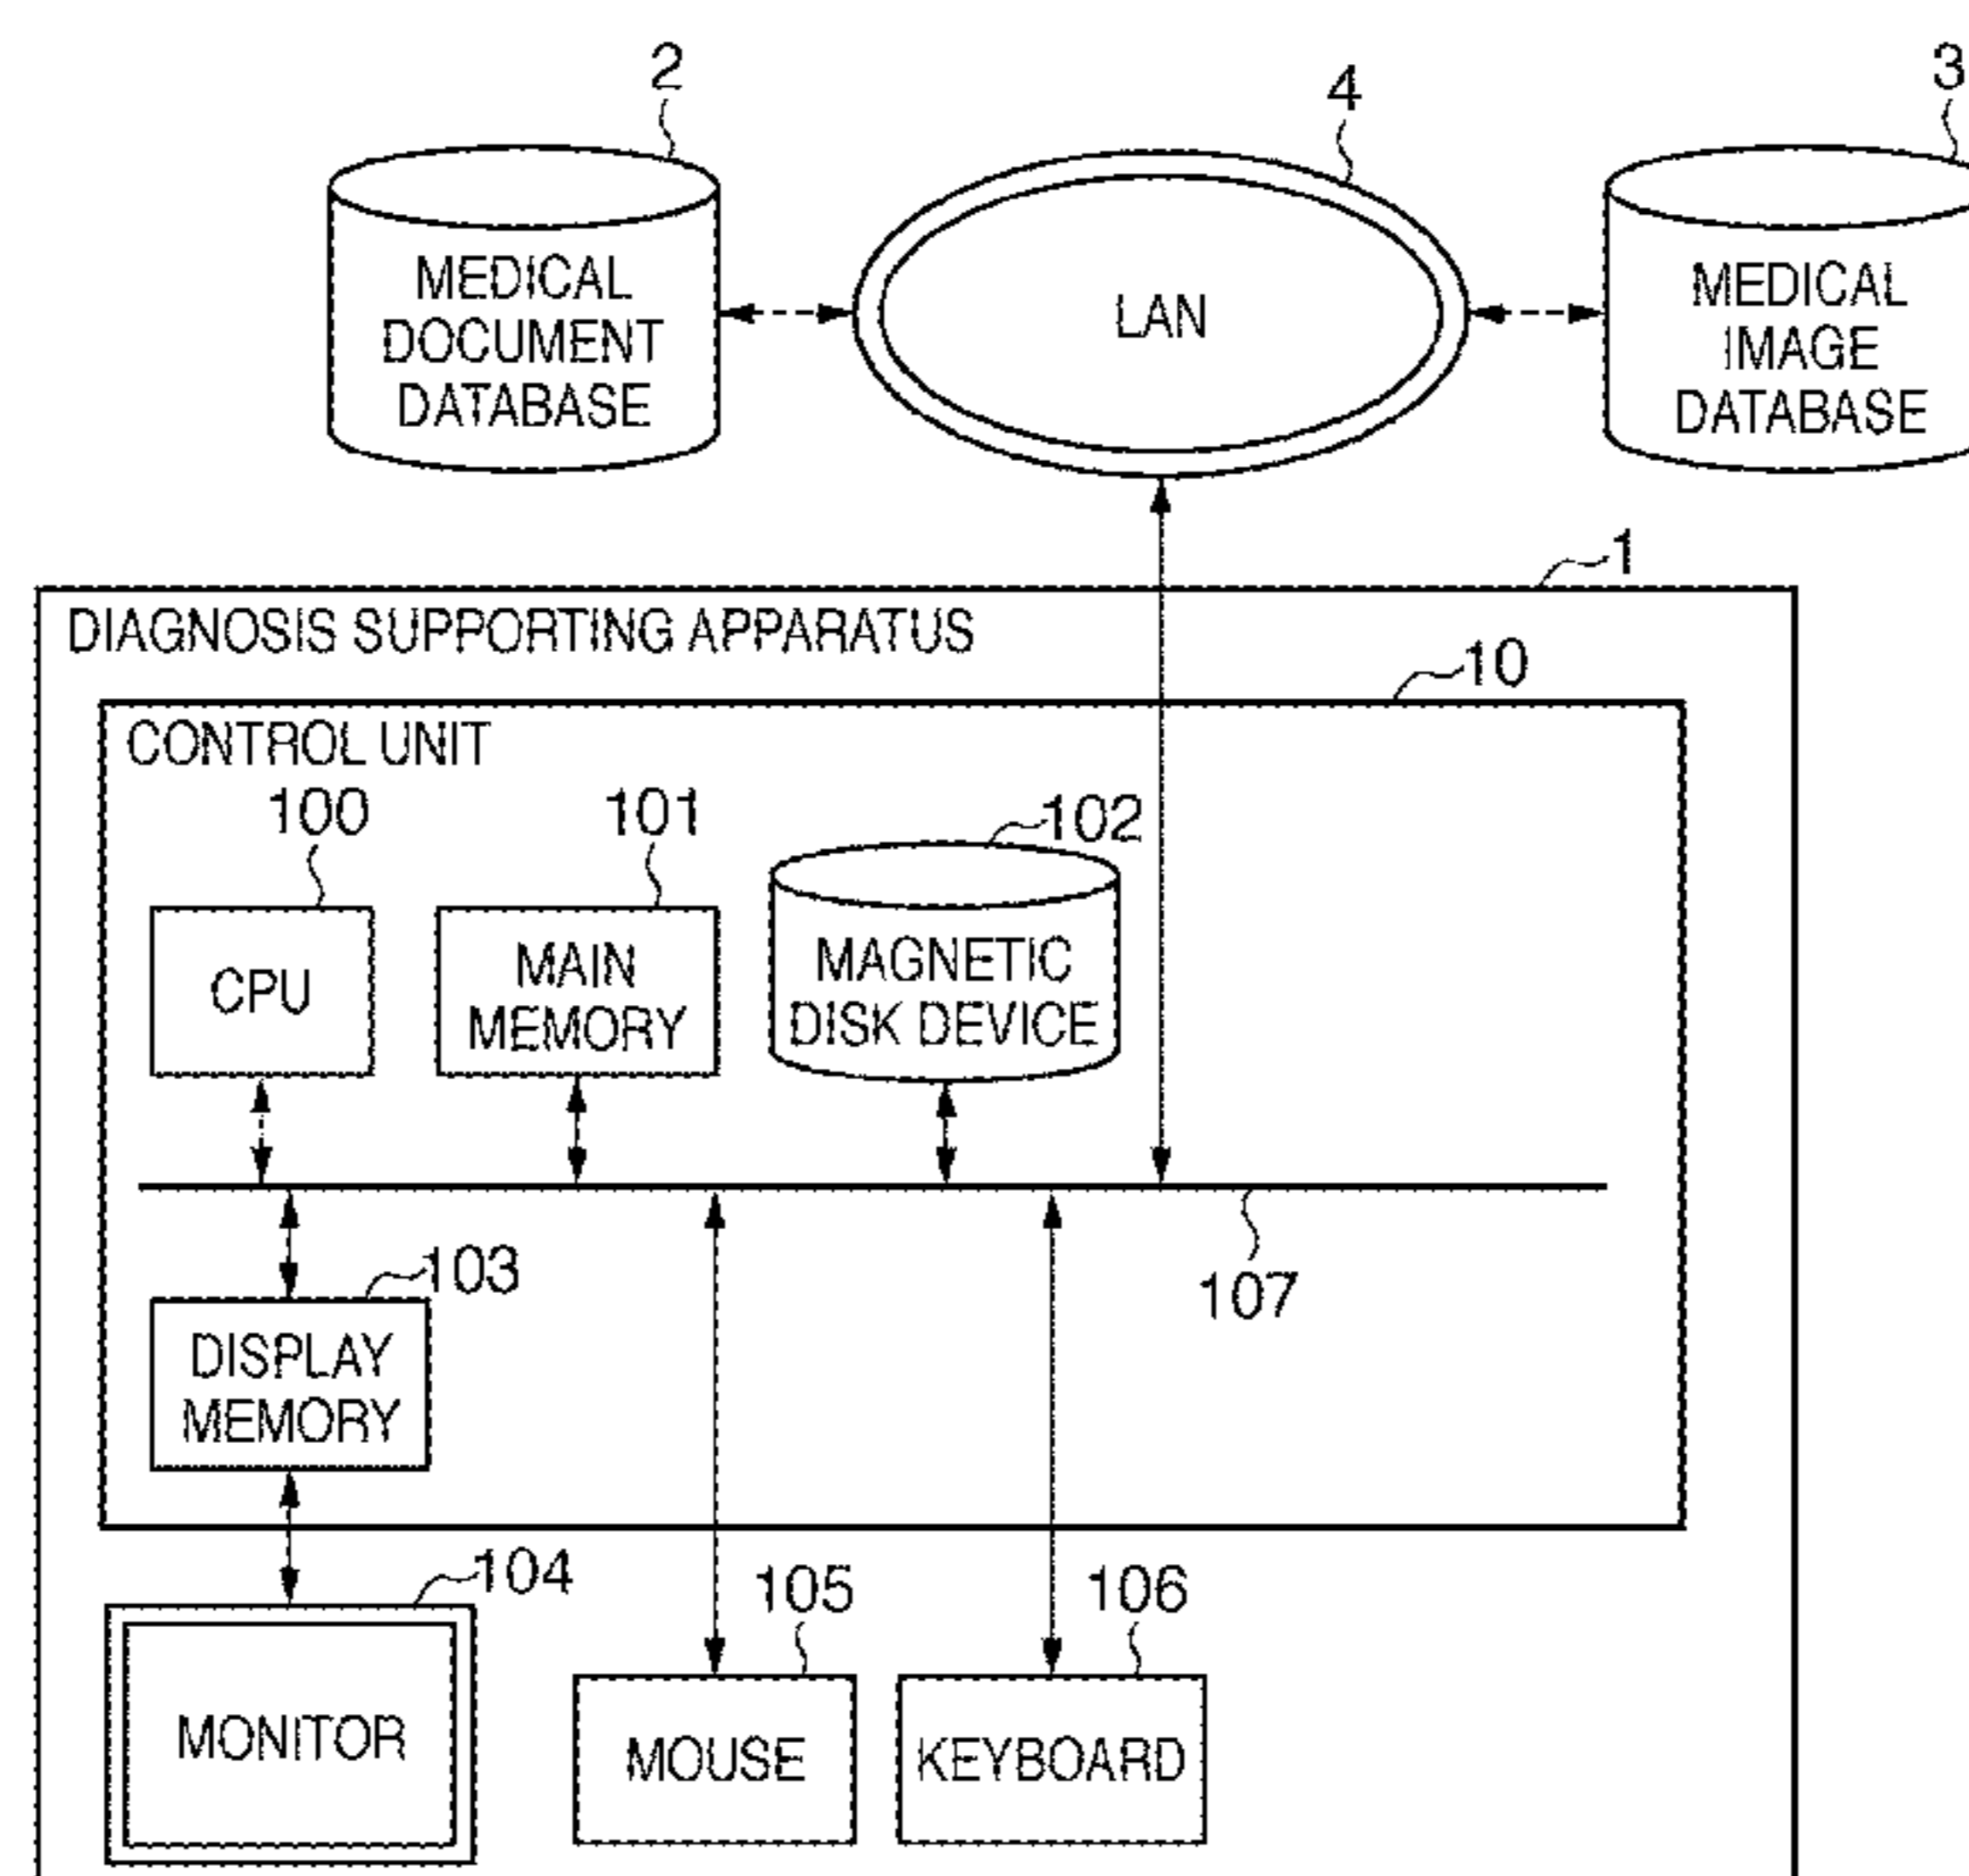 2
4
3
MEDICAL
DOCUMENT
DATABASE
LAN
MEDICAL
IMAGE
DATABASE
1
DIAGNOSIS SUPPORTING APPARATUS
10
CONTROL UNIT
100
101
102
CPU
MAIN
MEMORY
MAGNETIC
DISK DEVICE
103
107
DISPLAY
MEMORY
104
105
106
MONITOR
MOUSE
KEYBOARD